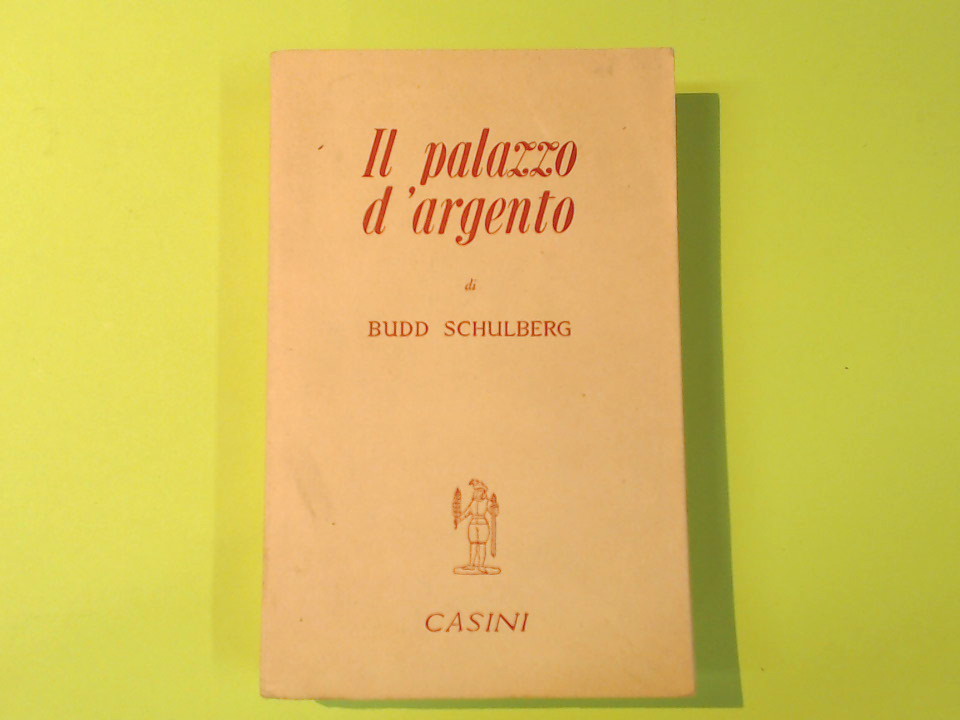 Il palazzo
d'argento
di
BUDD SCHULBERG
CASINI